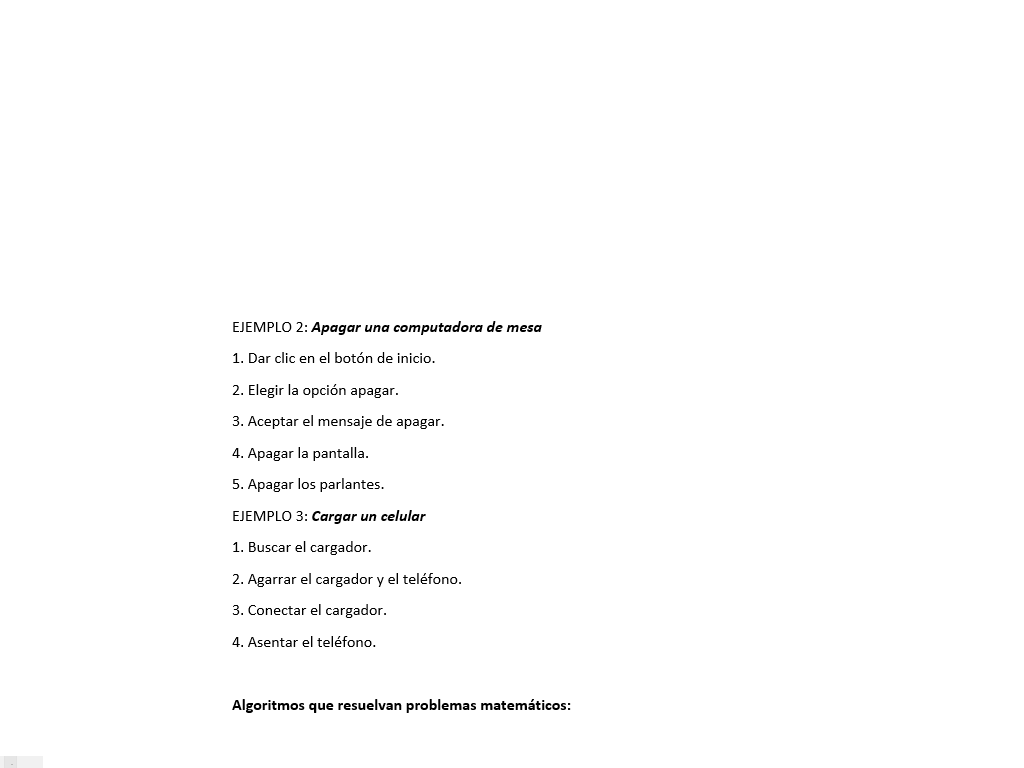 EJEMPLO 2: Apagar una computadora de mesa
1. Dar clic en el botón de inicio.
2. Elegir la opción apagar.
3. Aceptar el mensaje de apagar.
4. Apagar la pantalla.
5. Apagar los parlantes.
EJEMPLO 3: Cargar un celular
1. Buscar el cargador.
2. Agarrar el cargador y el teléfono.
3. Conectar el cargador.
4. Asentar el teléfono.
Algoritmos que resuelvan problemas matemáticos: